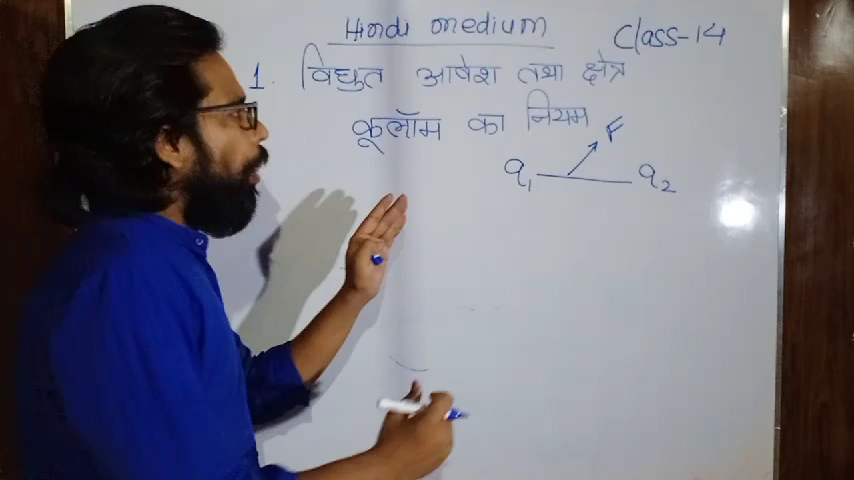 Hindi medium
Class-14
1. विद्युत आवेश तथा क्षेत्र
कूलॉम का नियम
F
q₁ q₂